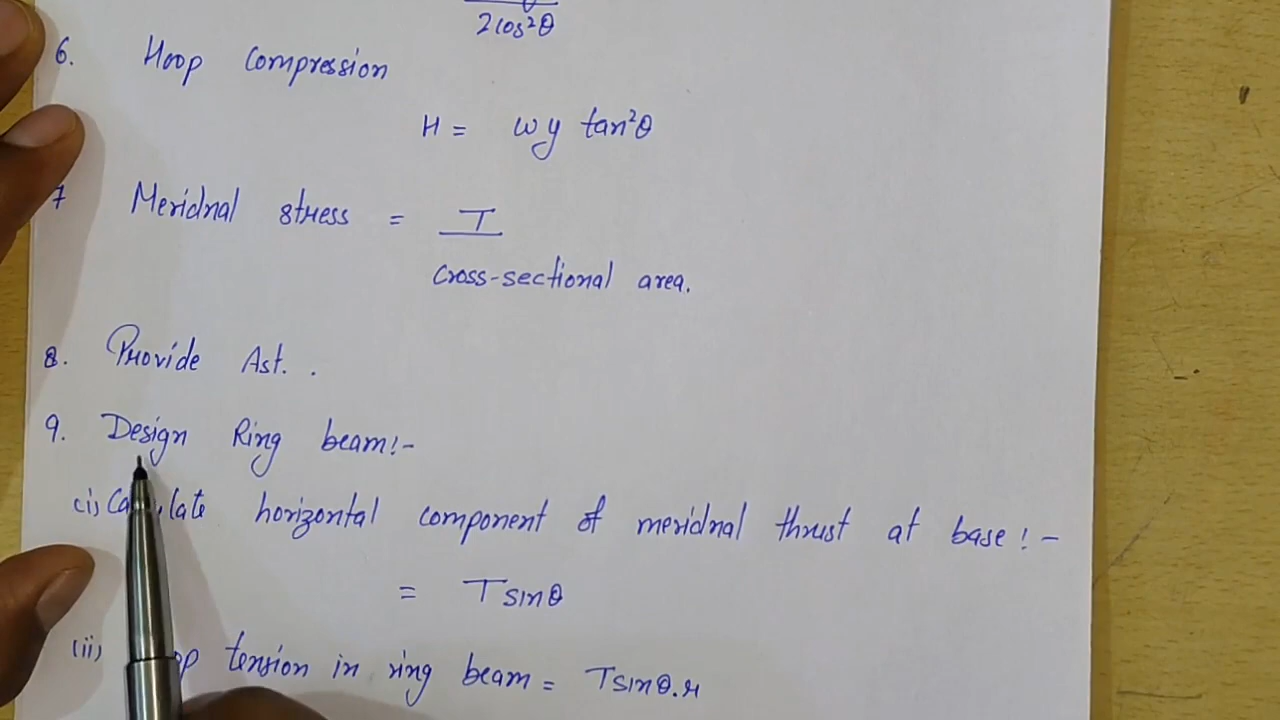 2cos²θ
6. Hoop Compression
H = wy tan²θ
7 Meridnal stress = T
cross-sectional area.
8. Provide Ast. .
9. Design Ring beam:-
(i) horizontal component of meridnal thrust at base:-
= Tsinθ
(ii) tension in ring beam = Tsinθ.r